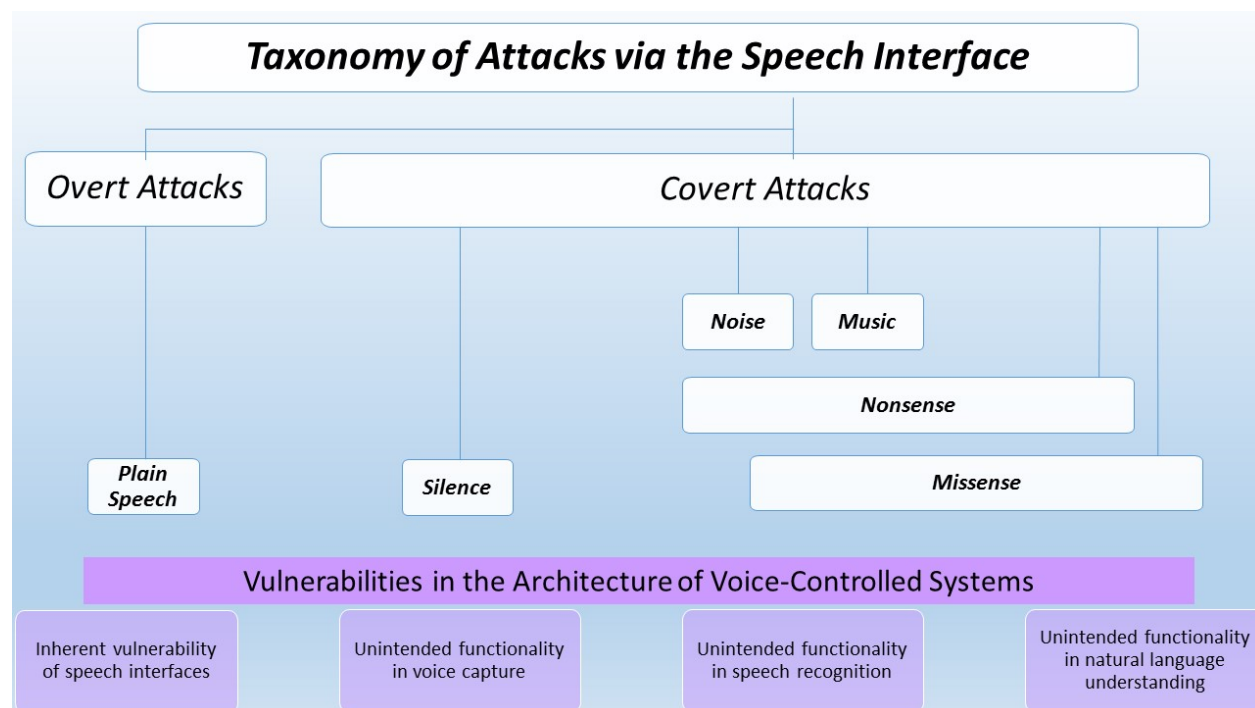 Taxonomy of Attacks via the Speech Interface
Overt Attacks
Covert Attacks
Noise
Music
Nonsense
Plain
Speech
Silence
Missense
Vulnerabilities in the Architecture of Voice-Controlled Systems
Inherent vulnerability
of speech interfaces
Unintended functionality
in voice capture
Unintended functionality
in speech recognition
Unintended functionality
in natural language
understanding